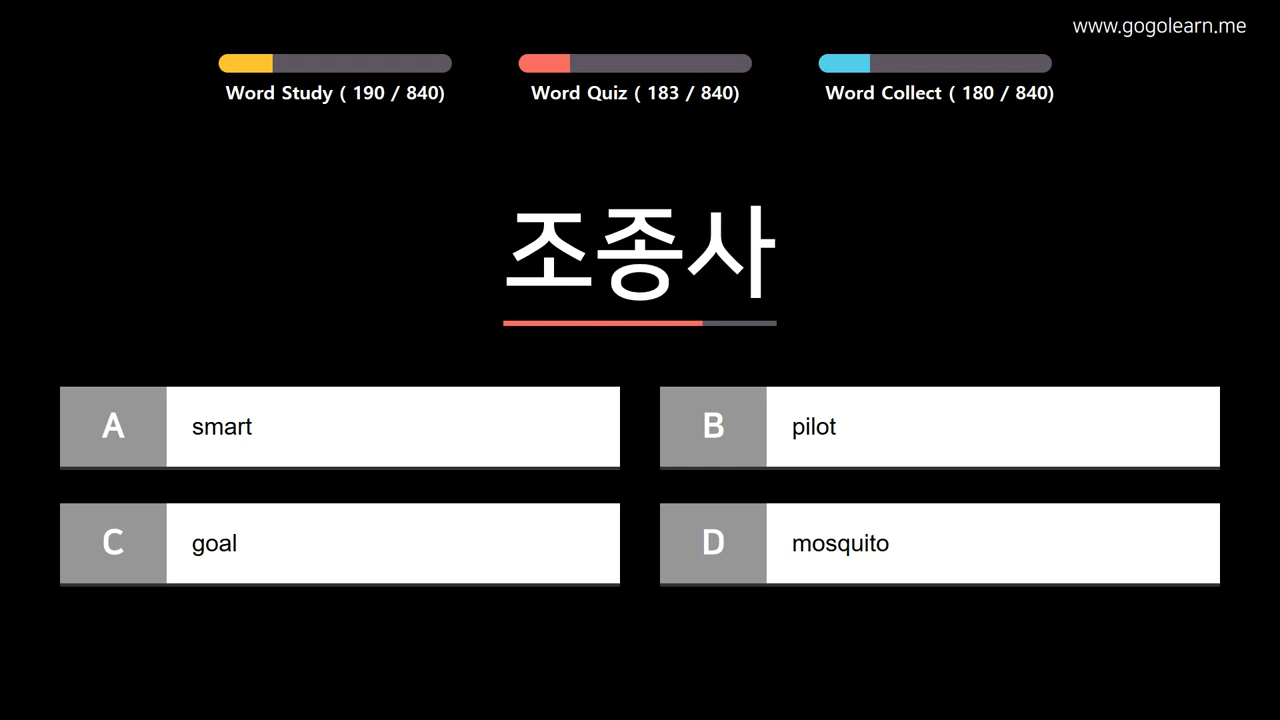 www.gogolearn.me
Word Study ( 190 / 840)
Word Quiz ( 183 / 840)
Word Collect ( 180 / 840)
조종사
A smart
B pilot
C goal
D mosquito